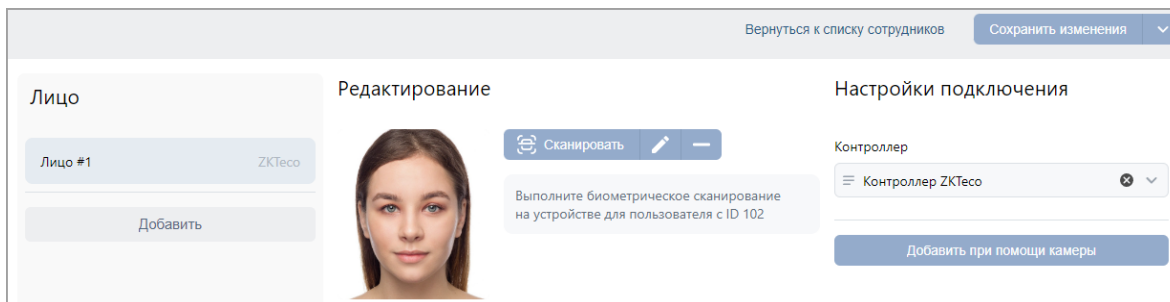 Вернуться к списку сотрудников
Сохранить изменения
Лицо
Лицо #1
ZKTeco
Добавить
Редактирование
Сканировать
Выполните биометрическое сканирование
на устройстве для пользователя с ID 102
Настройки подключения
Контроллер
Контроллер ZKTeco
Добавить при помощи камеры